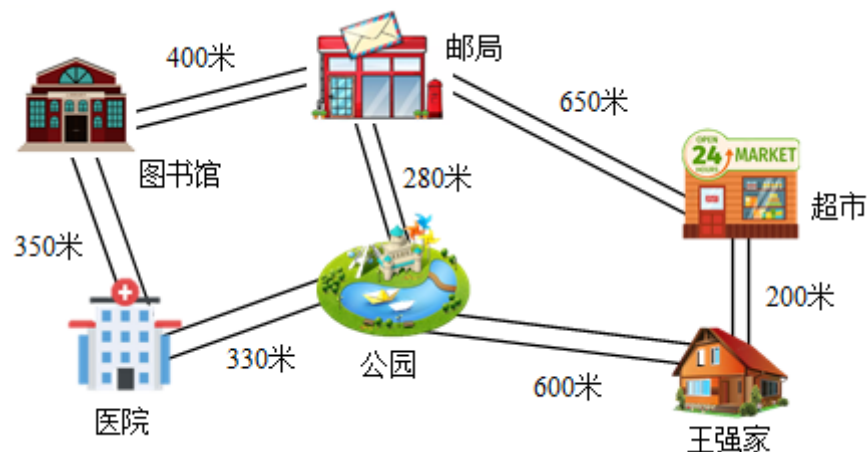 400米
邮局
650米
OPEN
24
HOURS
MARKET
图书馆
280米
超市
350米
200米
330米
公园
600米
医院
王强家